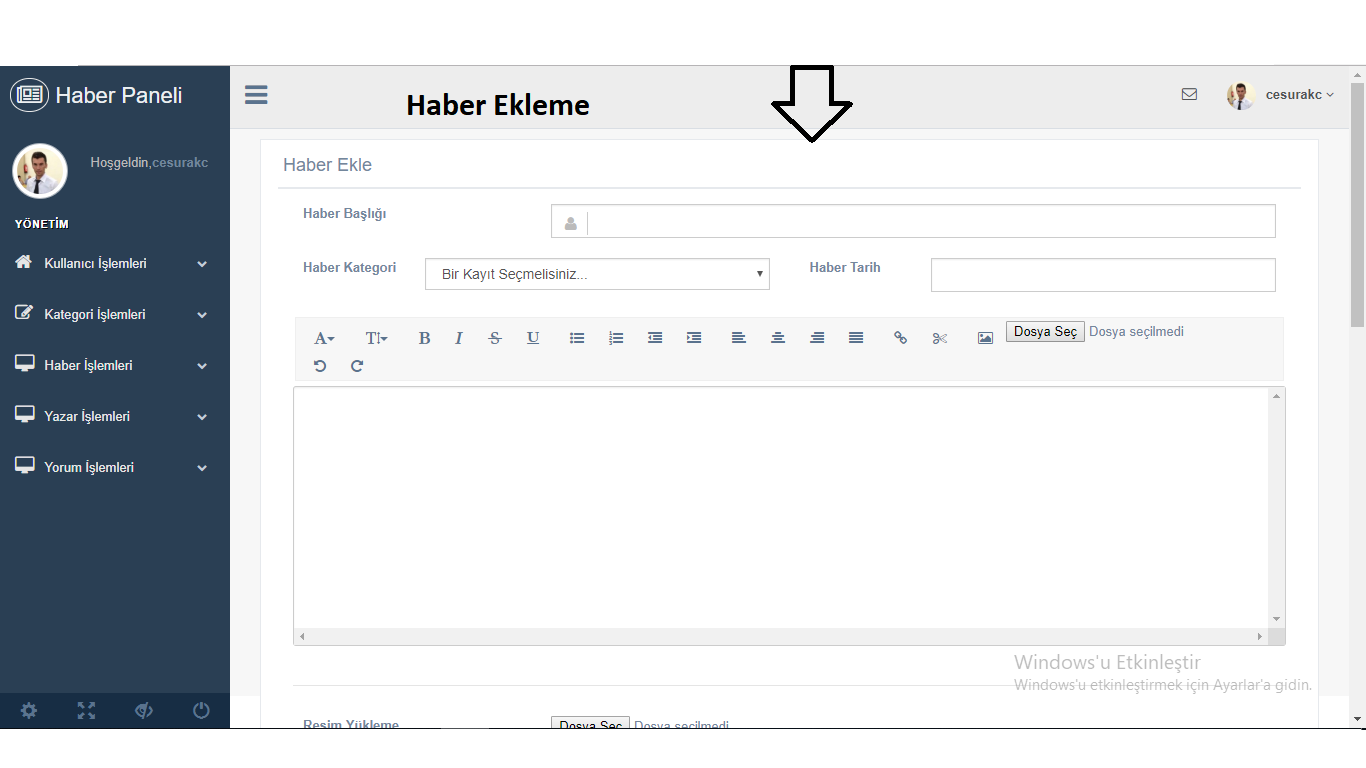 Haber Paneli
Haber Ekleme
cesurakc
Hoşgeldin,cesurakc
YÖNETİM
Kullanıcı İşlemleri
Kategori İşlemleri
Haber İşlemleri
Yazar İşlemleri
Yorum İşlemleri
Haber Ekle
Haber Başlığı
Haber Kategori
Bir Kayıt Seçmelisiniz...
Haber Tarih
Dosya Seç Dosya seçilmedi
Windows'u Etkinleştir
Windows'u etkinleştirmek için Ayarlar'a gidin.
Resim Yükleme
Dosya Seç Dosya seçilmedi